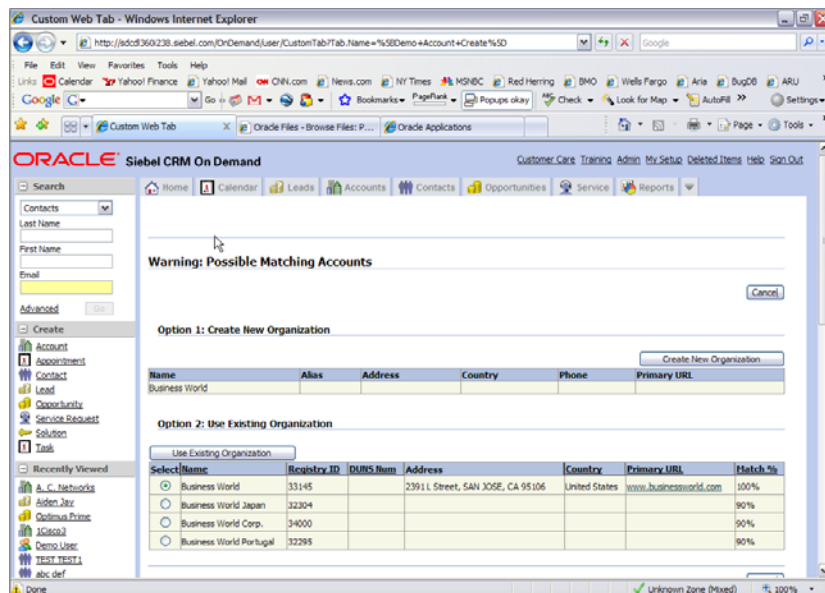 Custom Web Tab - Windows Internet Explorer
http://sdcdl360i238.siebel.com/OnDemand/user/CustomTab?Tab.Name=%5BDemo+Account+Create%5D
Google
File Edit View Favorites Tools Help
Links Calendar Yahoo! Finance Yahoo! Mail CNN.com News.com NY Times MSNBC Red Herring BMO Wells Fargo Aria BugDB ARU
Google Go Bookmarks PageRank Popups okay Check Look for Map AutoFill Settings
Custom Web Tab X Oracle Files - Browse Files: P... Oracle Applications Page Tools
ORACLE Siebel CRM On Demand
Customer Care Training Admin My Setup Deleted Items Help Sign Out
Search
Contacts
Last Name
First Name
Email
Advanced Go
Create
Account
Appointment
Contact
Lead
Opportunity
Service Request
Solution
Task
Recently Viewed
A. C. Networks
Aiden Jay
Optimus Prime
1Cisco3
Demo User
TEST TEST1
abc def
Home Calendar Leads Accounts Contacts Opportunities Service Reports
Warning: Possible Matching Accounts
Cancel
Option 1: Create New Organization
Create New Organization
Name Alias Address Country Phone Primary URL
Business World
Option 2: Use Existing Organization
Use Existing Organization
Select Name Registry ID DUNS Num Address Country Primary URL Match %
Business World 33145 2391 L Street, SAN JOSE, CA 95106 United States www.businessworld.com 100%
Business World Japan 32304 90%
Business World Corp. 34000 90%
Business World Portugal 32295 90%
Done Unknown Zone (Mixed) 100%